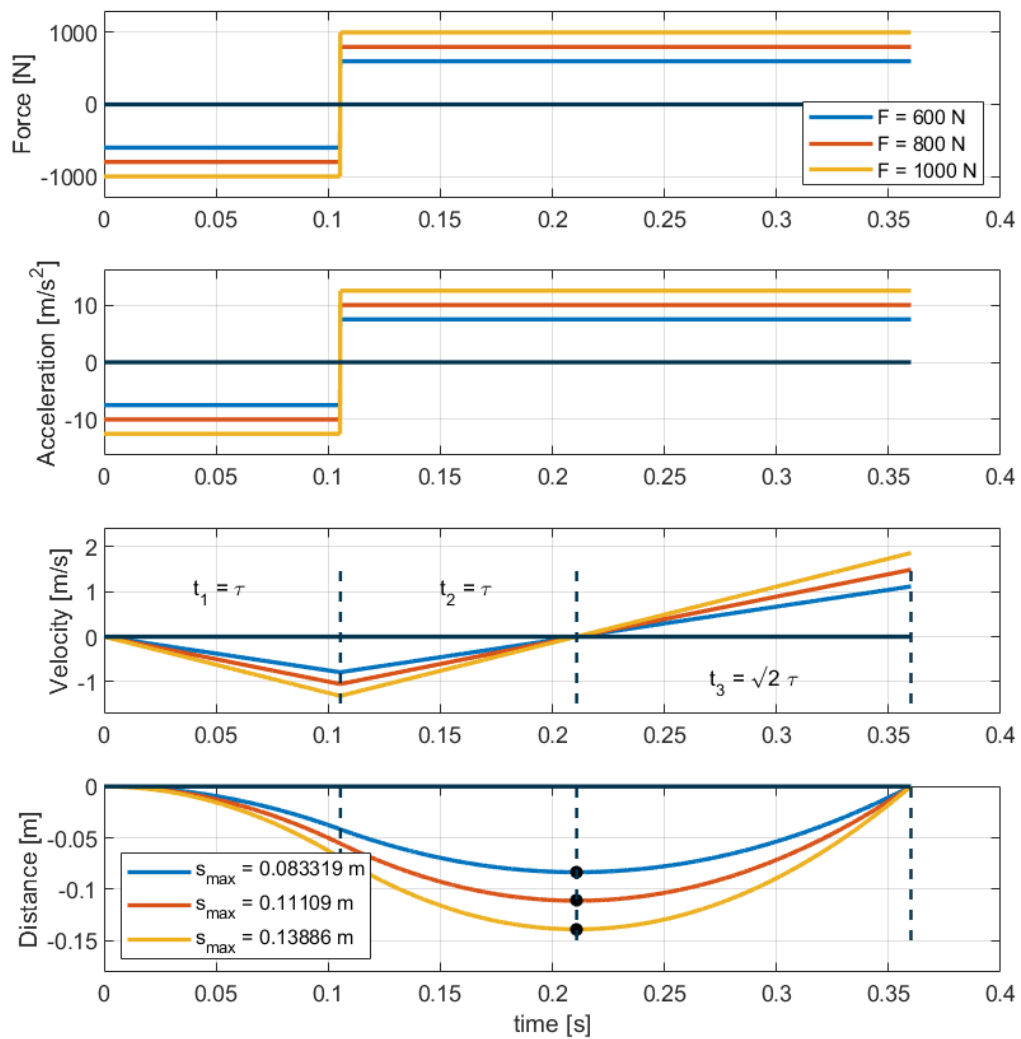 Force [N]
1000
0
-1000
F = 600 N
F = 800 N
F = 1000 N
0 0.05 0.1 0.15 0.2 0.25 0.3 0.35 0.4
Acceleration [m/s²]
10
0
-10
0 0.05 0.1 0.15 0.2 0.25 0.3 0.35 0.4
Velocity [m/s]
2
1
0
-1
t₁ = τ
t₂ = τ
t₃ = √2 τ
0 0.05 0.1 0.15 0.2 0.25 0.3 0.35 0.4
Distance [m]
0
-0.05
-0.1
-0.15
s_max = 0.083319 m
s_max = 0.11109 m
s_max = 0.13886 m
0 0.05 0.1 0.15 0.2 0.25 0.3 0.35 0.4
time [s]